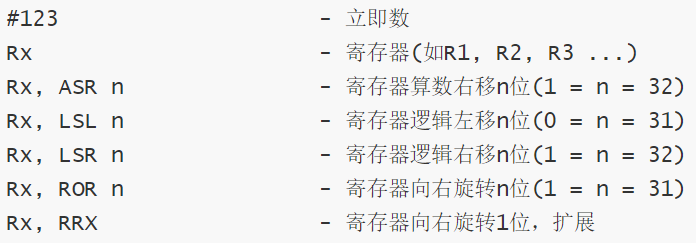 #123 - 立即数
Rx - 寄存器(如R1, R2, R3 ...)
Rx, ASR n - 寄存器算数右移n位(1 = n = 32)
Rx, LSL n - 寄存器逻辑左移n位(0 = n = 31)
Rx, LSR n - 寄存器逻辑右移n位(1 = n = 32)
Rx, ROR n - 寄存器向右旋转n位(1 = n = 31)
Rx, RRX - 寄存器向右旋转1位，扩展